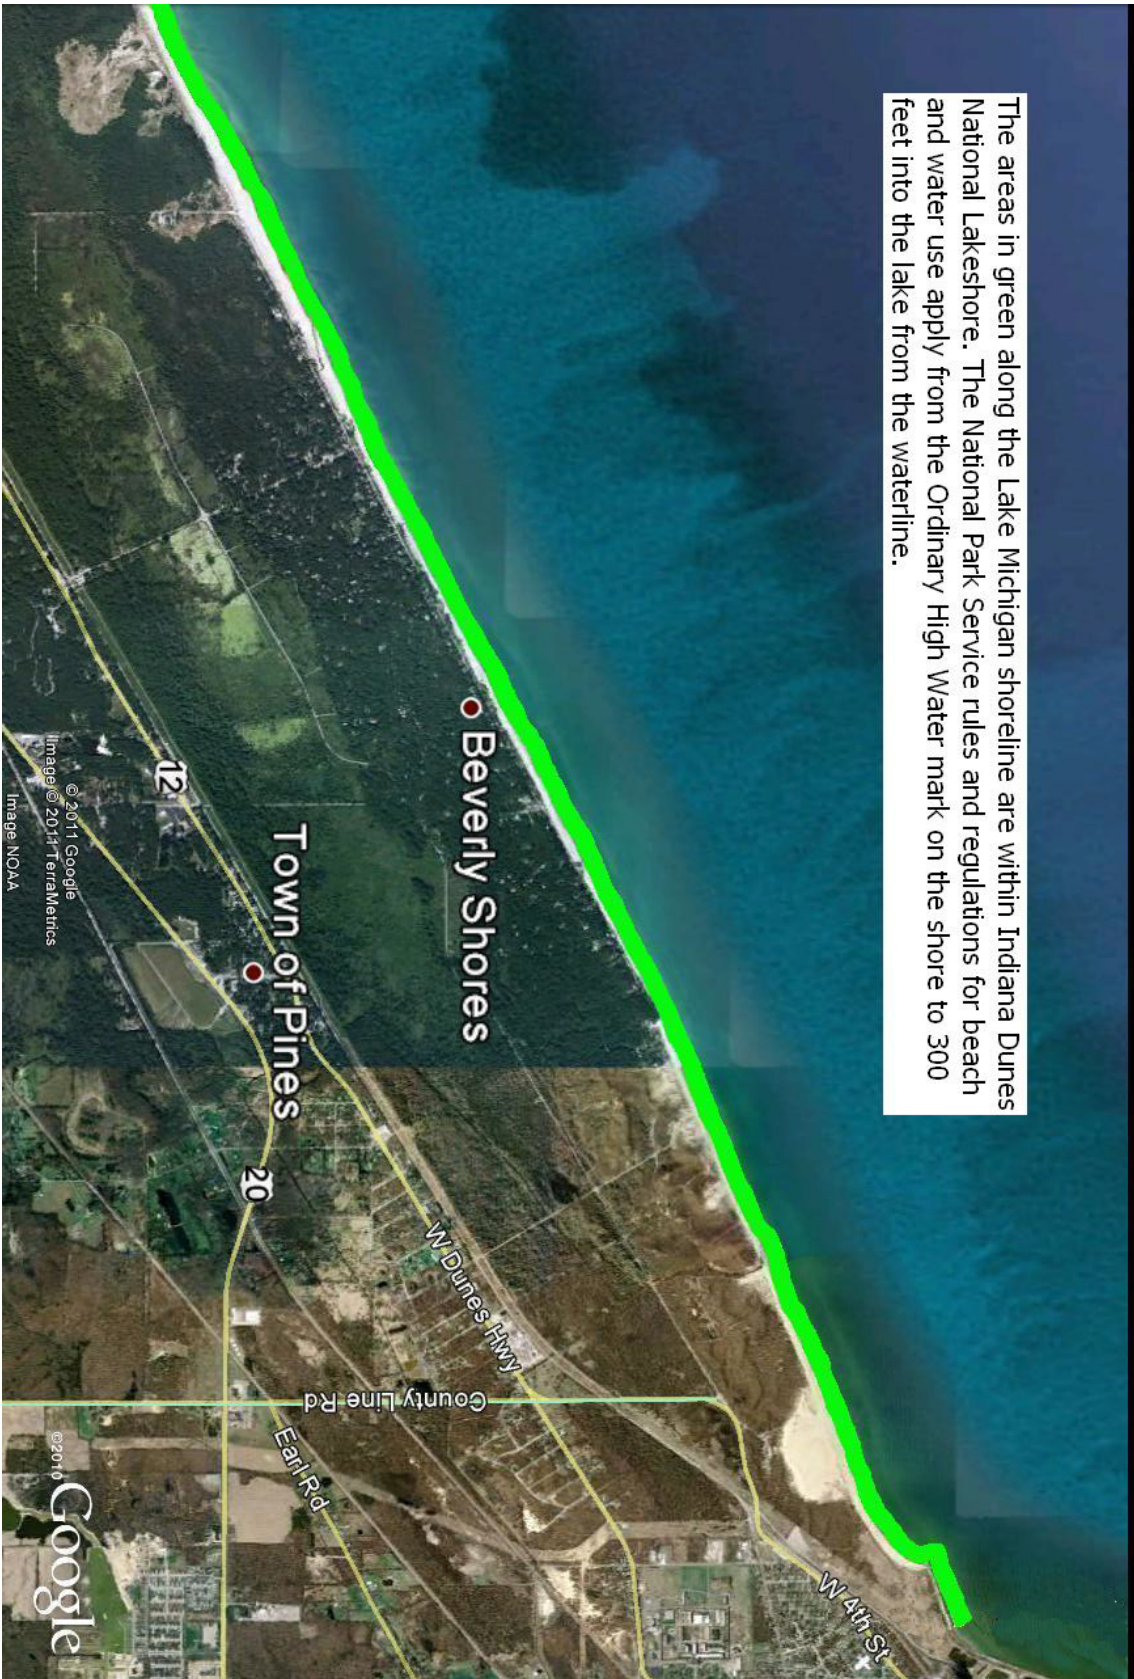 The areas in green along the Lake Michigan shoreline are within Indiana Dunes
National Lakeshore. The National Park Service rules and regulations for beach
and water use apply from the Ordinary High Water mark on the shore to 300
feet into the lake from the waterline.
Beverly Shores
Town of Pines
12
20
W Dunes Hwy
County Line Rd
Earl Rd
W 4th St
© 2011 Google
Image © 2011 TerraMetrics
Image NOAA
©2010 Google